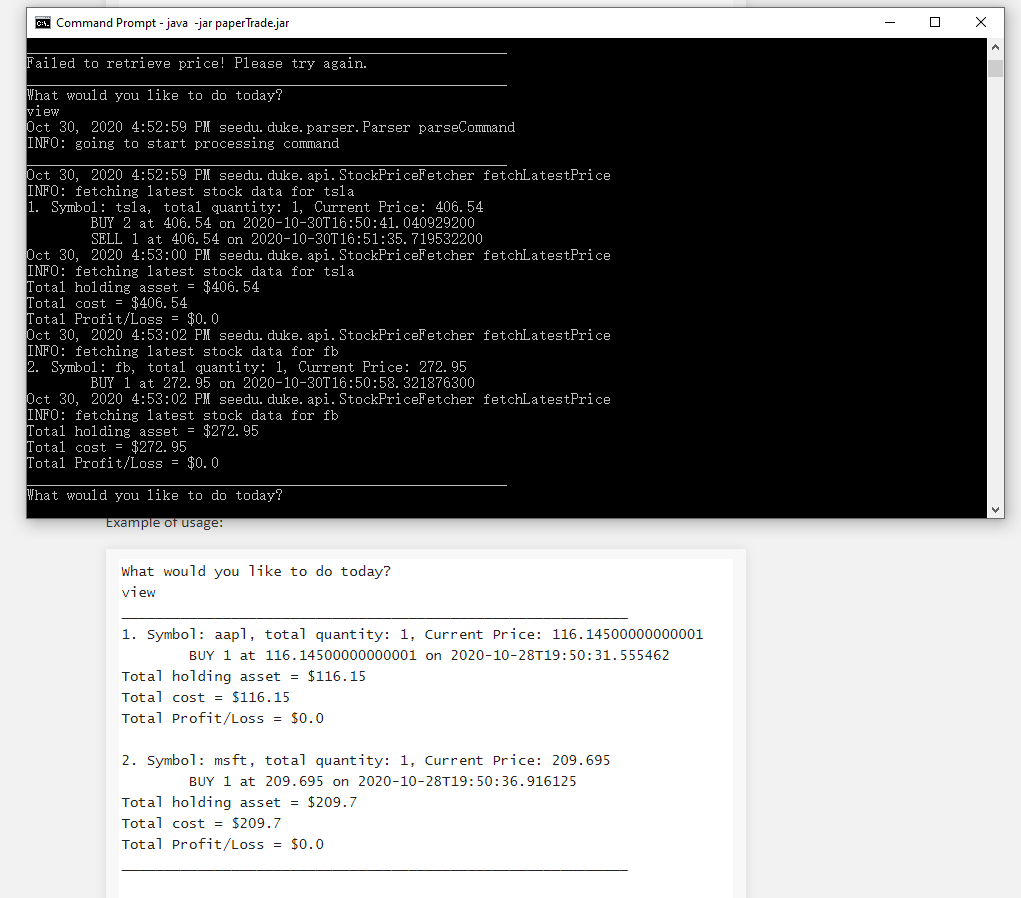 Command Prompt - java  -jar paperTrade.jar
____________________________________________________________
Failed to retrieve price! Please try again.
____________________________________________________________
What would you like to do today?
view
Oct 30, 2020 4:52:59 PM seedu.duke.parser.Parser parseCommand
INFO: going to start processing command
____________________________________________________________
Oct 30, 2020 4:52:59 PM seedu.duke.api.StockPriceFetcher fetchLatestPrice
INFO: fetching latest stock data for tsla
1. Symbol: tsla, total quantity: 1, Current Price: 406.54
        BUY 2 at 406.54 on 2020-10-30T16:50:41.040929200
        SELL 1 at 406.54 on 2020-10-30T16:51:35.719532200
Oct 30, 2020 4:53:00 PM seedu.duke.api.StockPriceFetcher fetchLatestPrice
INFO: fetching latest stock data for tsla
Total holding asset = $406.54
Total cost = $406.54
Total Profit/Loss = $0.0
Oct 30, 2020 4:53:02 PM seedu.duke.api.StockPriceFetcher fetchLatestPrice
INFO: fetching latest stock data for fb
2. Symbol: fb, total quantity: 1, Current Price: 272.95
        BUY 1 at 272.95 on 2020-10-30T16:50:58.321876300
Oct 30, 2020 4:53:02 PM seedu.duke.api.StockPriceFetcher fetchLatestPrice
INFO: fetching latest stock data for fb
Total holding asset = $272.95
Total cost = $272.95
Total Profit/Loss = $0.0
____________________________________________________________
What would you like to do today?
Example of usage:
What would you like to do today?
view
____________________________________________________________
1. Symbol: aapl, total quantity: 1, Current Price: 116.14500000000001
        BUY 1 at 116.14500000000001 on 2020-10-28T19:50:31.555462
Total holding asset = $116.15
Total cost = $116.15
Total Profit/Loss = $0.0
2. Symbol: msft, total quantity: 1, Current Price: 209.695
        BUY 1 at 209.695 on 2020-10-28T19:50:36.916125
Total holding asset = $209.7
Total cost = $209.7
Total Profit/Loss = $0.0
____________________________________________________________